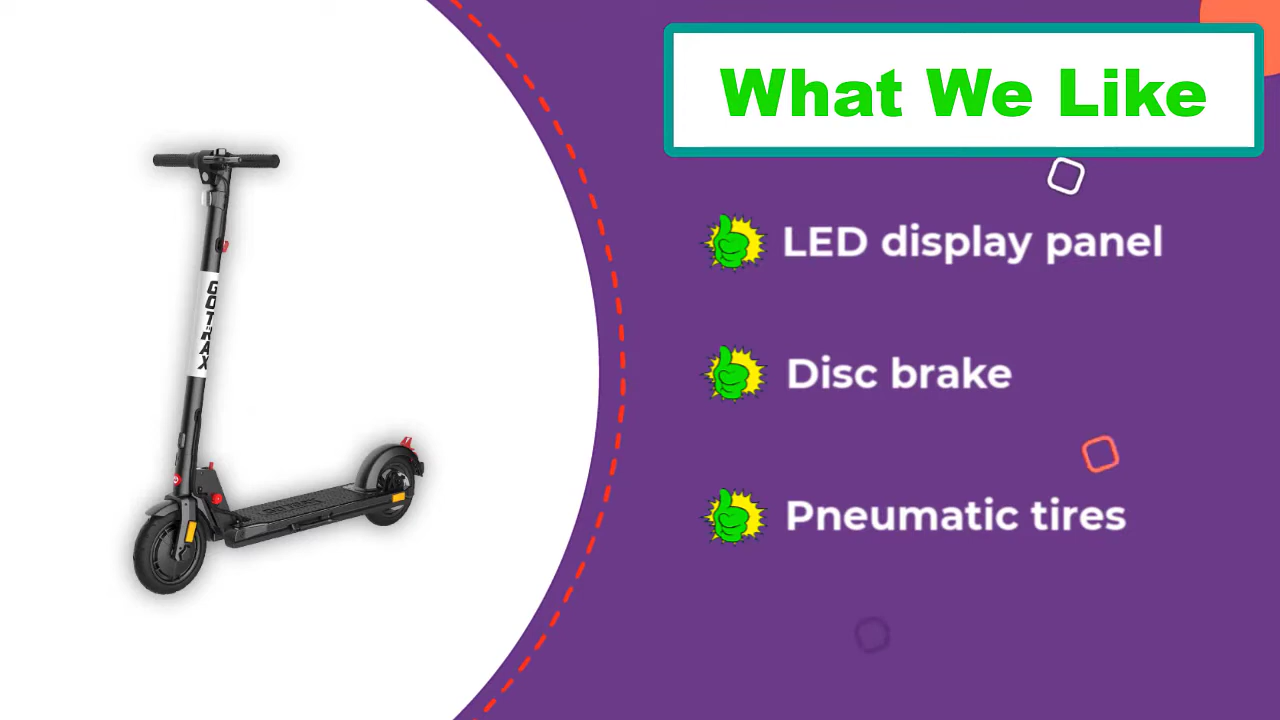 What We Like
LED display panel
Disc brake
Pneumatic tires
GOTRAX